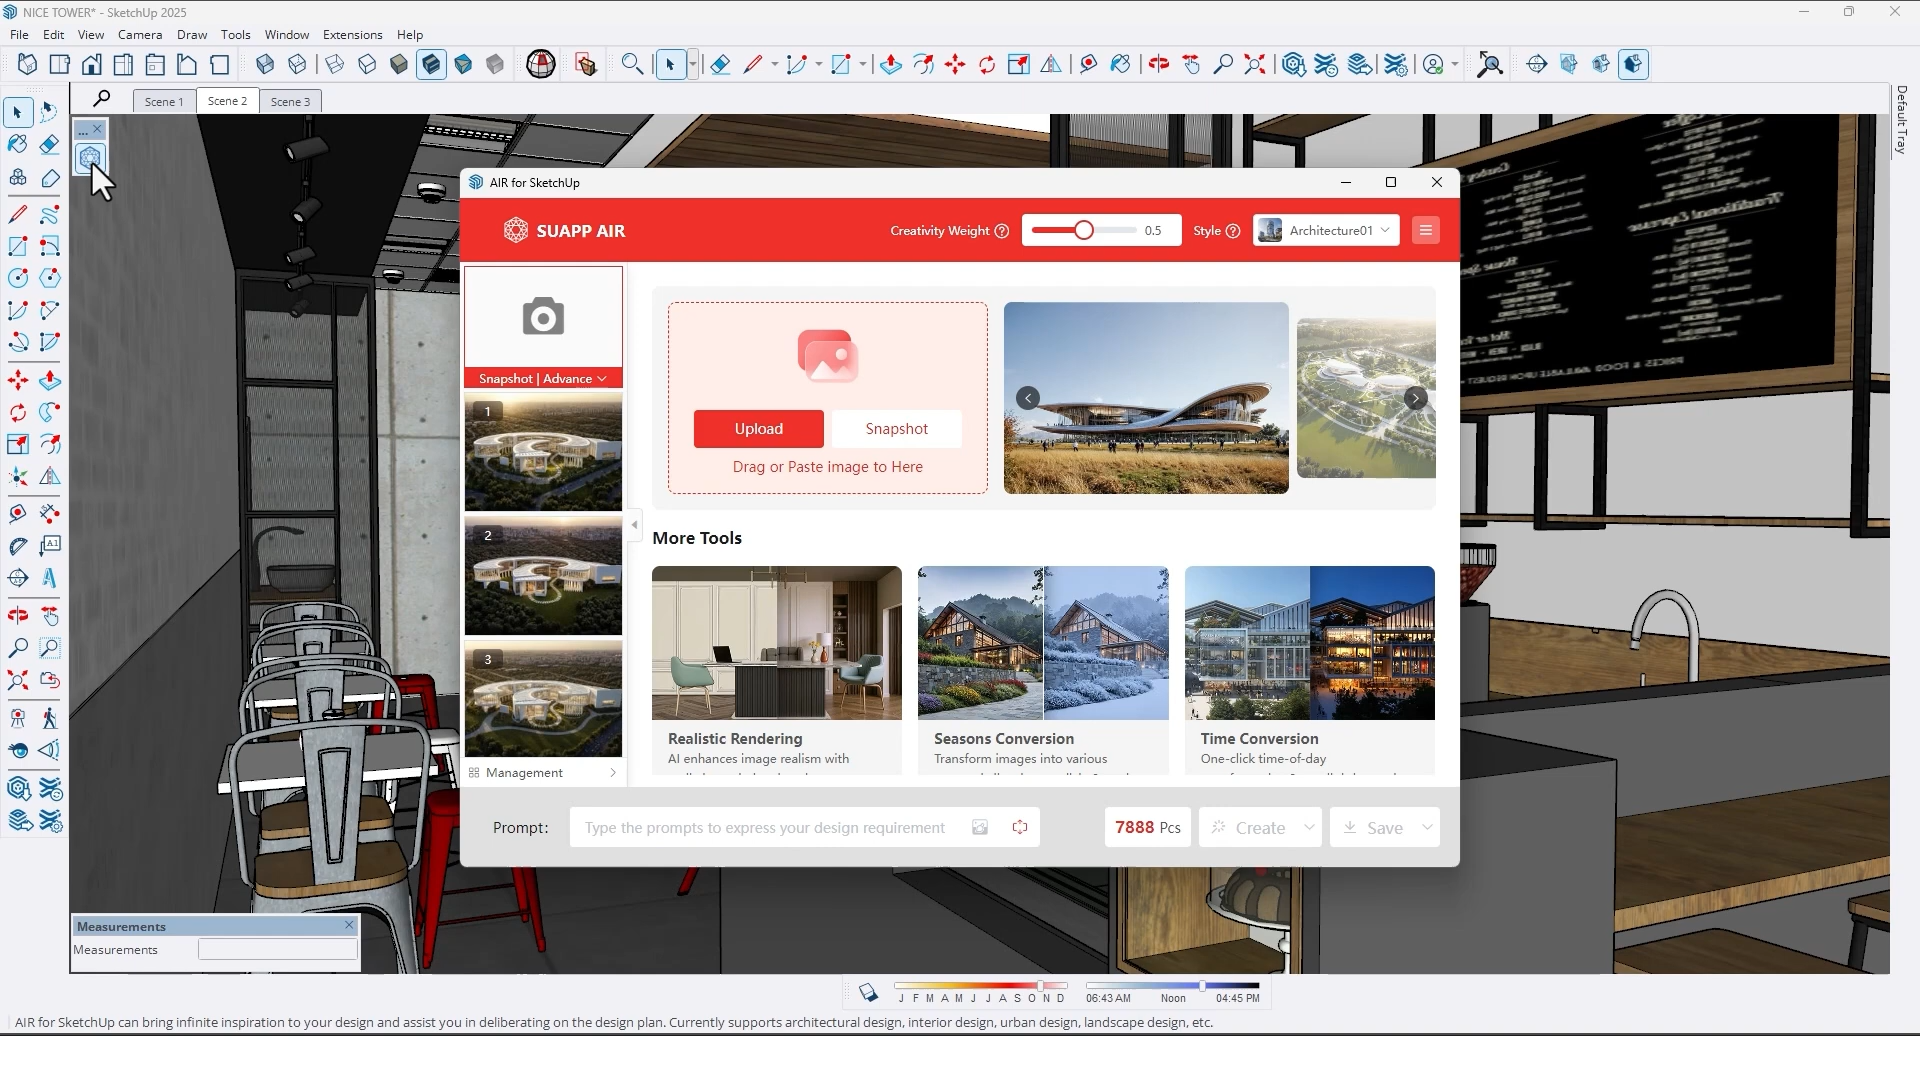 NICE TOWER* - SketchUp 2025
File Edit View Camera Draw Tools Window Extensions Help
Scene 1 Scene 2 Scene 3
Default Tray
...
AIR for SketchUp
SUAPP AIR
Creativity Weight ? 0.5 Style ? Architecture01
Snapshot | Advance
1
2
3
Management
Upload Snapshot
Drag or Paste image to Here
More Tools
Realistic Rendering
AI enhances image realism with
Seasons Conversion
Transform images into various
Time Conversion
One-click time-of-day
Prompt: Type the prompts to express your design requirement 7888 Pcs Create Save
Measurements
Measurements
J F M A M J J A S O N D 06:43 AM Noon 04:45 PM
AIR for SketchUp can bring infinite inspiration to your design and assist you in deliberating on the design plan. Currently supports architectural design, interior design, urban design, landscape design, etc.